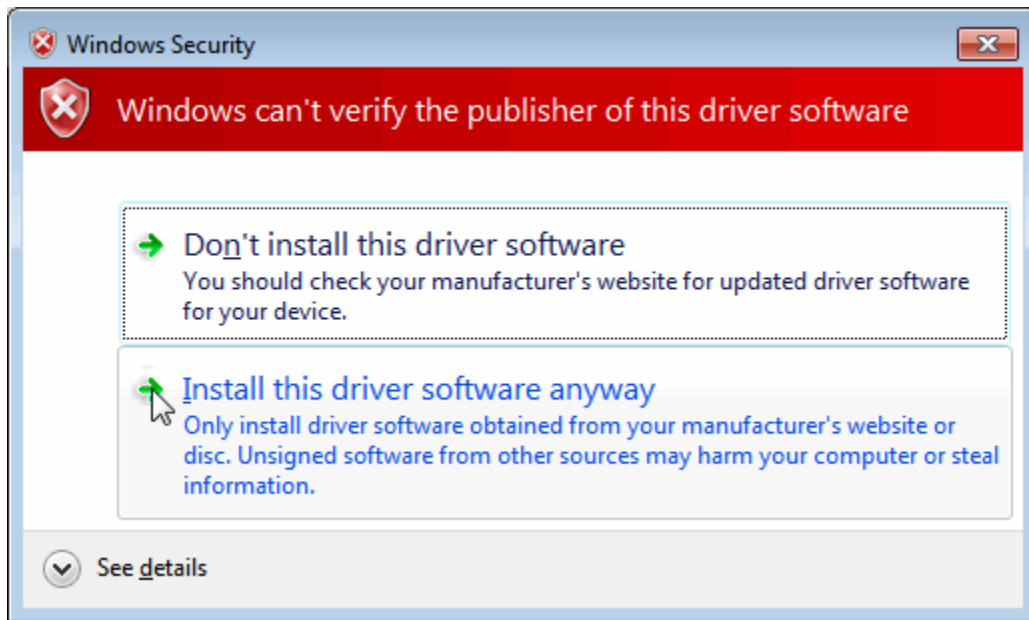 Windows Security
Windows can't verify the publisher of this driver software
Don't install this driver software
You should check your manufacturer's website for updated driver software
for your device.
Install this driver software anyway
Only install driver software obtained from your manufacturer's website or
disc. Unsigned software from other sources may harm your computer or steal
information.
See details